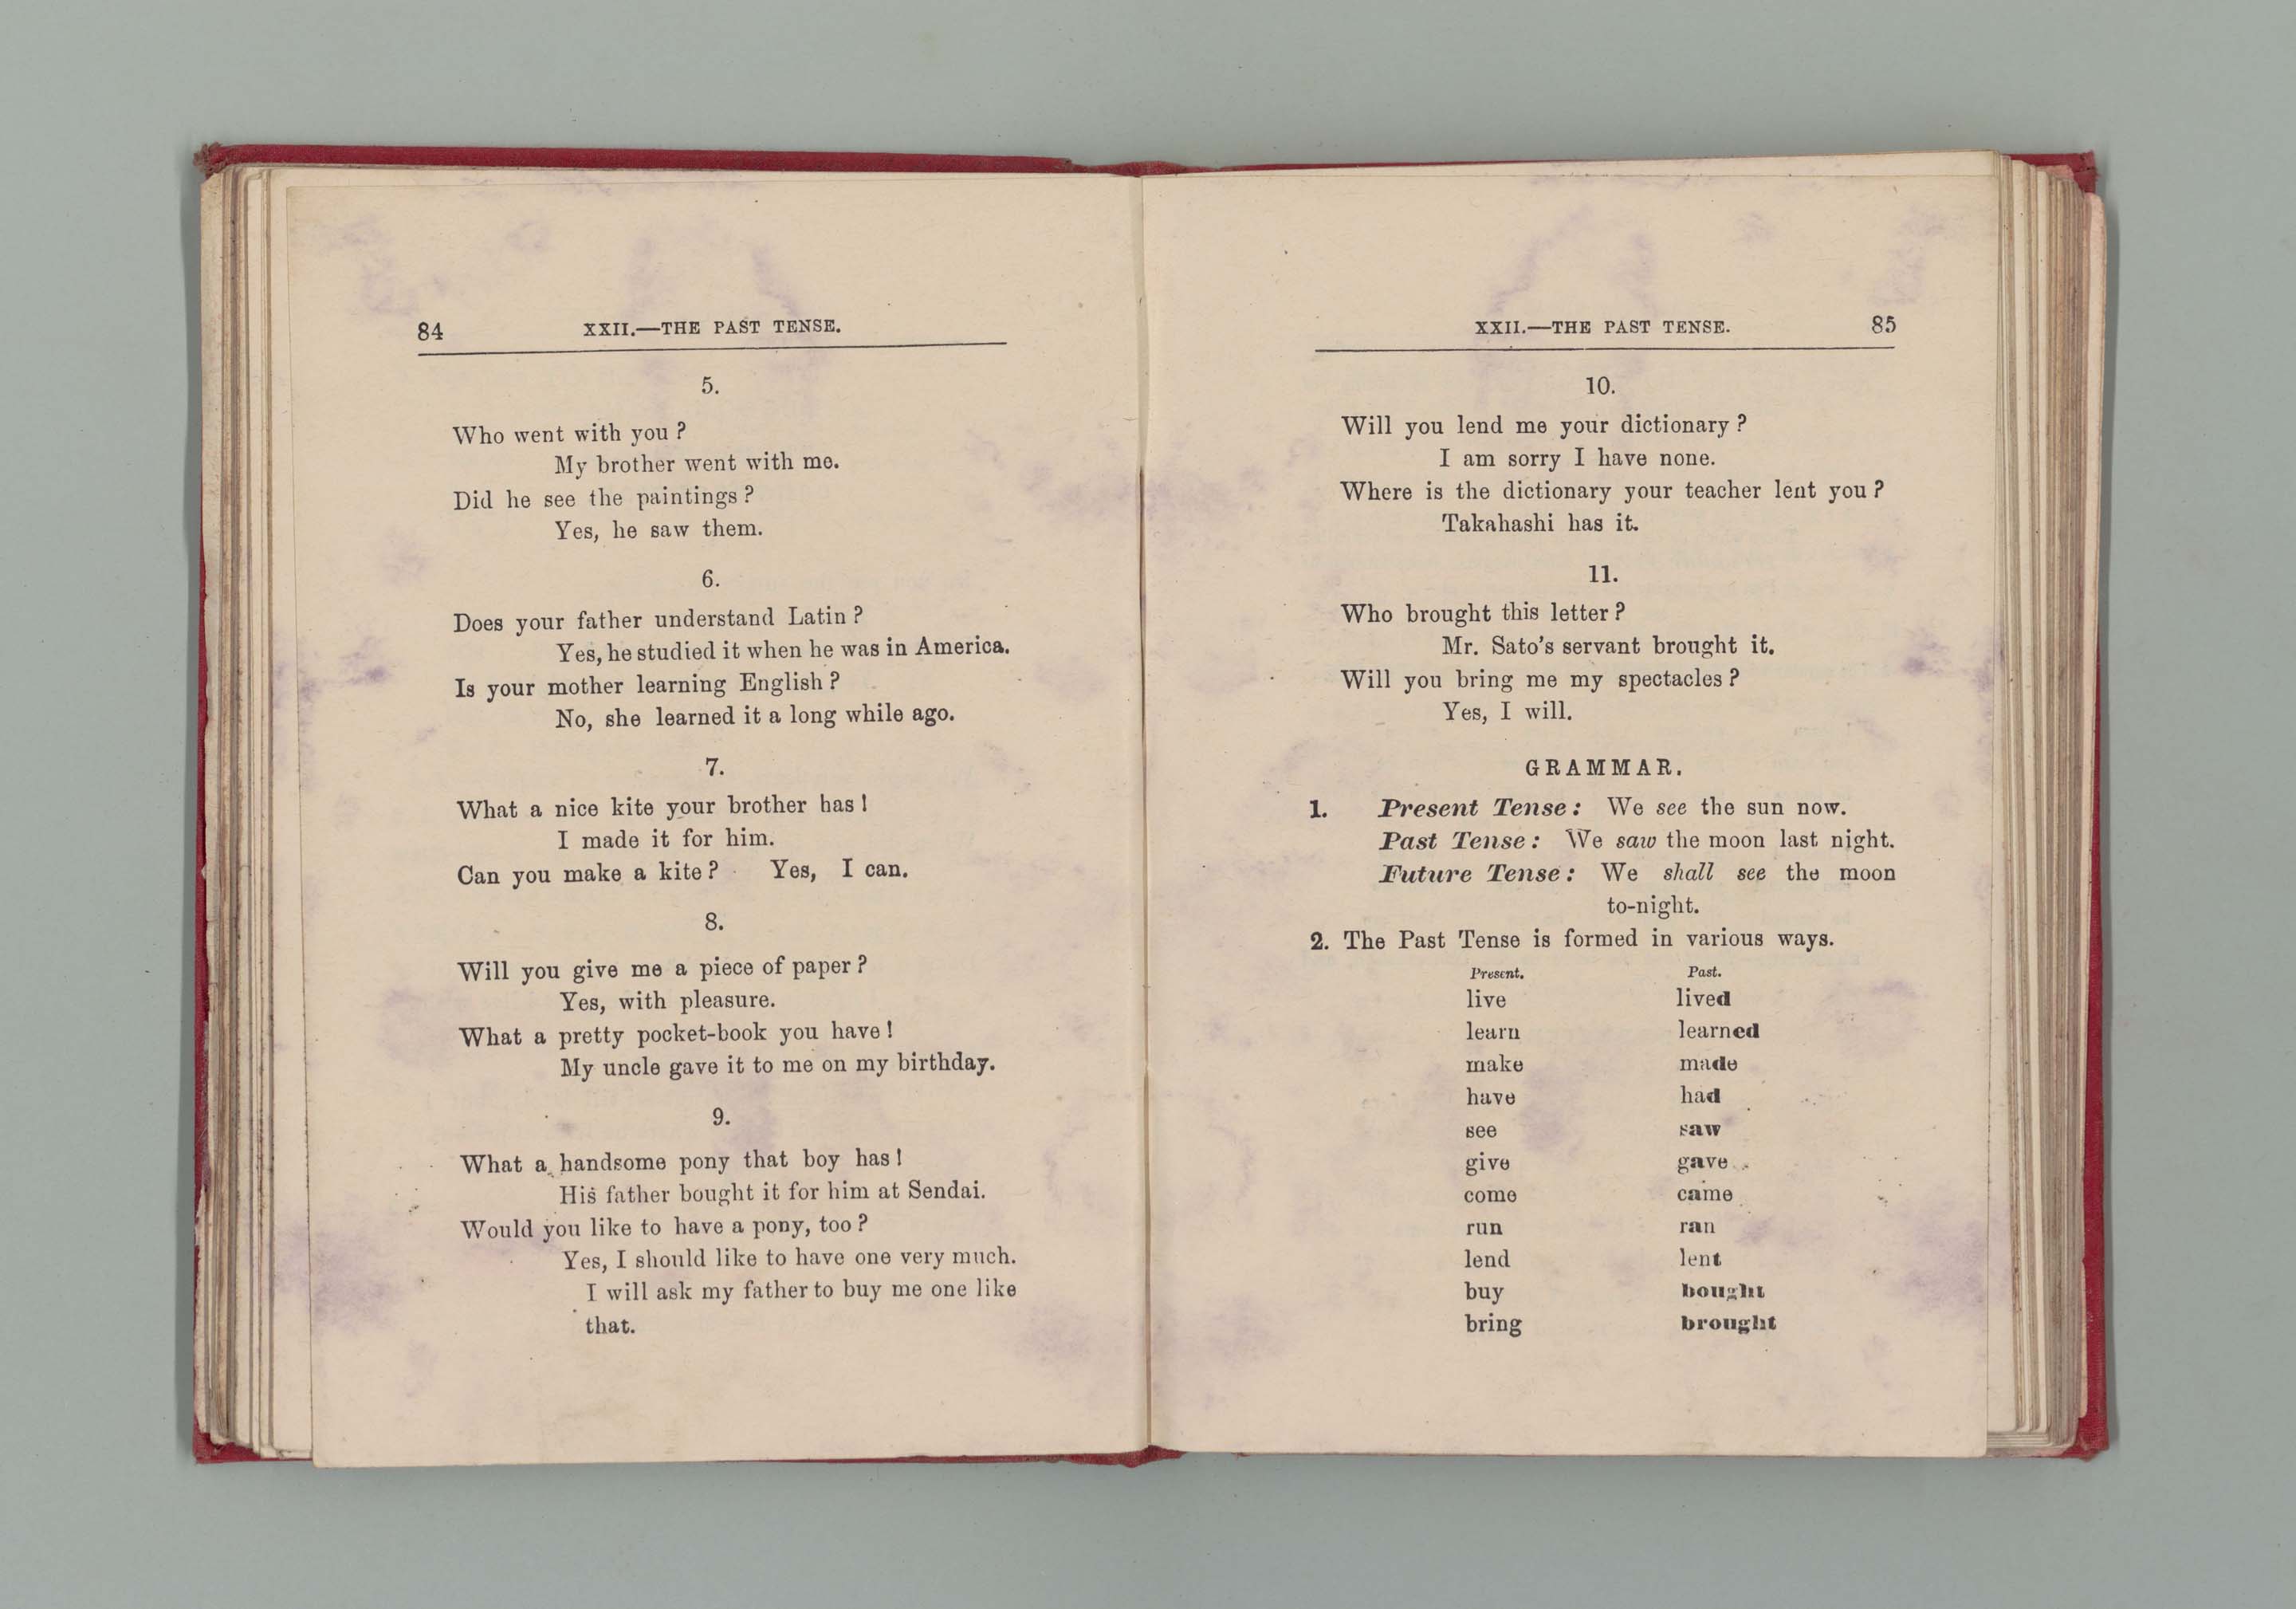 84 XXII.—THE PAST TENSE.
5.
Who went with you?
My brother went with me.
Did he see the paintings?
Yes, he saw them.
6.
Does your father understand Latin?
Yes, he studied it when he was in America.
Is your mother learning English?
No, she learned it a long while ago.
7.
What a nice kite your brother has!
I made it for him.
Can you make a kite? Yes, I can.
8.
Will you give me a piece of paper?
Yes, with pleasure.
What a pretty pocket-book you have!
My uncle gave it to me on my birthday.
9.
What a handsome pony that boy has!
His father bought it for him at Sendai.
Would you like to have a pony, too?
Yes, I should like to have one very much.
I will ask my father to buy me one like
that.
XXII.—THE PAST TENSE. 85
10.
Will you lend me your dictionary?
I am sorry I have none.
Where is the dictionary your teacher lent you?
Takahashi has it.
11.
Who brought this letter?
Mr. Sato's servant brought it.
Will you bring me my spectacles?
Yes, I will.
GRAMMAR.
1. Present Tense: We see the sun now.
Past Tense: We saw the moon last night.
Future Tense: We shall see the moon
to-night.
2. The Past Tense is formed in various ways.
Present. Past.
live lived
learn learned
make made
have had
see saw
give gave
come came
run ran
lend lent
buy bought
bring brought